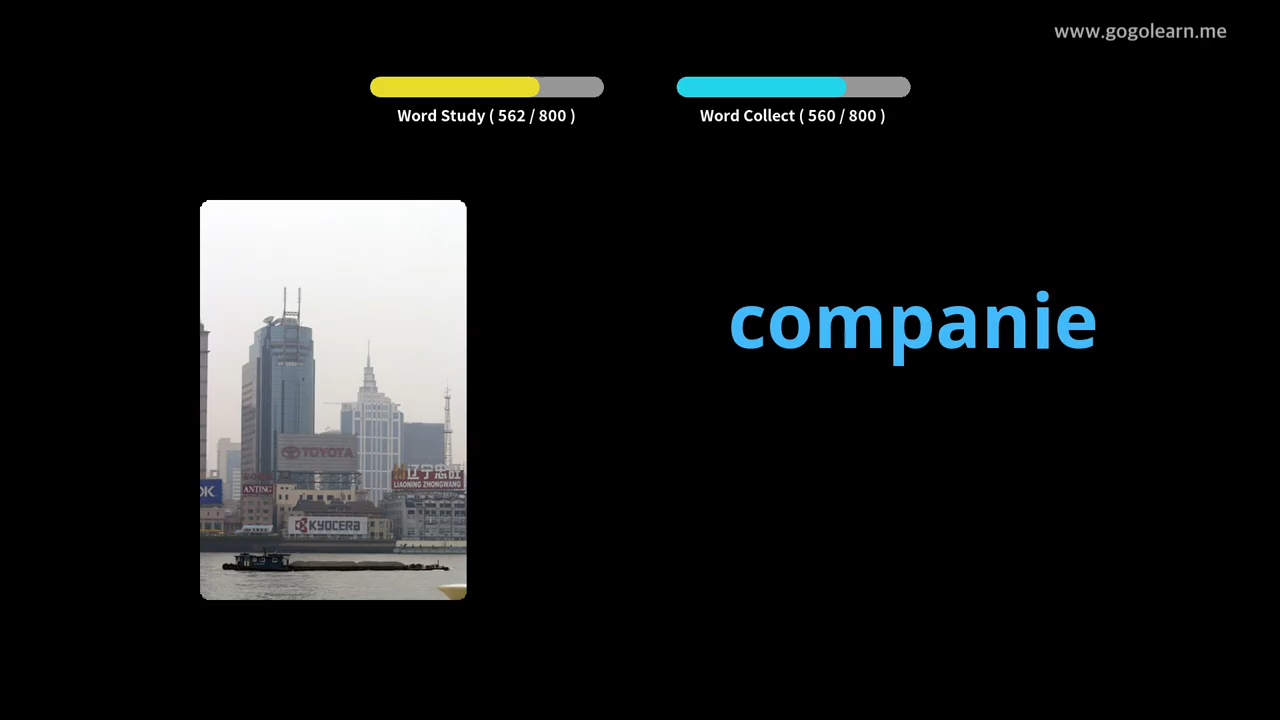 www.gogolearn.me
Word Study ( 562 / 800 )
Word Collect ( 560 / 800 )
companie
TOYOTA
辽宁忠旺
LIAONING ZHONGWANG
ANTING
OK
KYOCERA